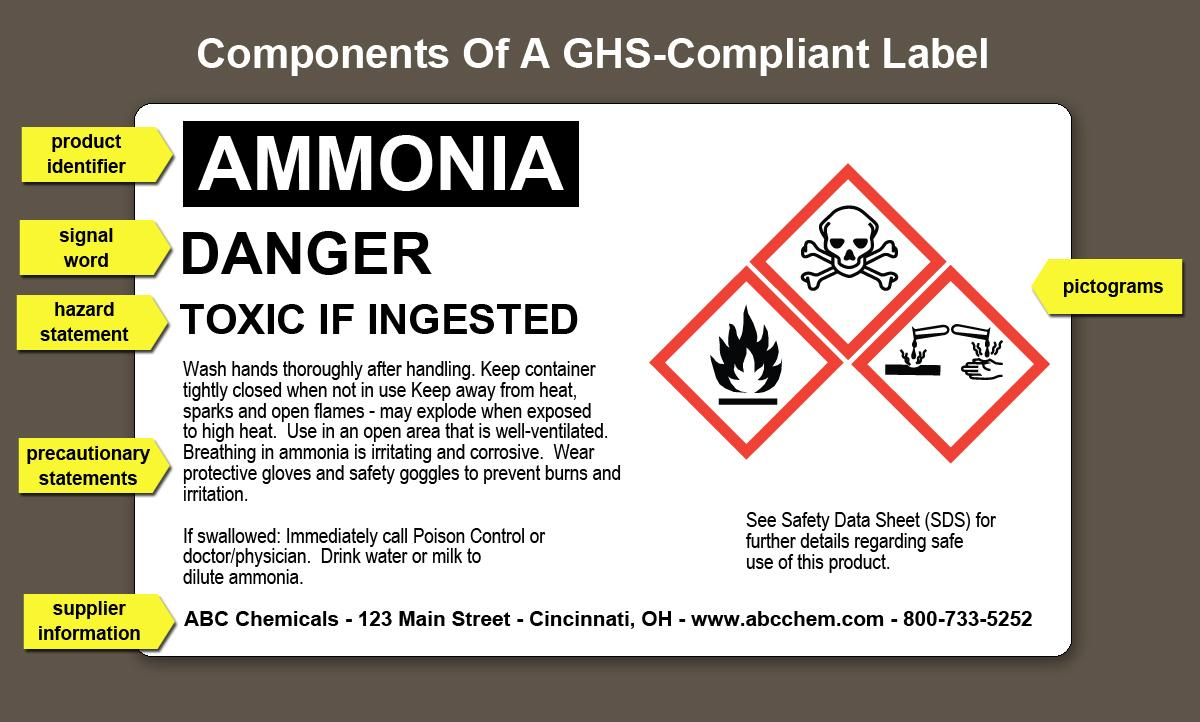 Components Of A GHS-Compliant Label
product
identifier
AMMONIA
signal
word
DANGER
hazard
statement
TOXIC IF INGESTED
pictograms
precautionary
statements
Wash hands thoroughly after handling. Keep container
tightly closed when not in use Keep away from heat,
sparks and open flames - may explode when exposed
to high heat.  Use in an open area that is well-ventilated.
Breathing in ammonia is irritating and corrosive.  Wear
protective gloves and safety goggles to prevent burns and
irritation.
If swallowed: Immediately call Poison Control or
doctor/physician.  Drink water or milk to
dilute ammonia.
See Safety Data Sheet (SDS) for
further details regarding safe
use of this product.
supplier
information
ABC Chemicals - 123 Main Street - Cincinnati, OH - www.abcchem.com - 800-733-5252